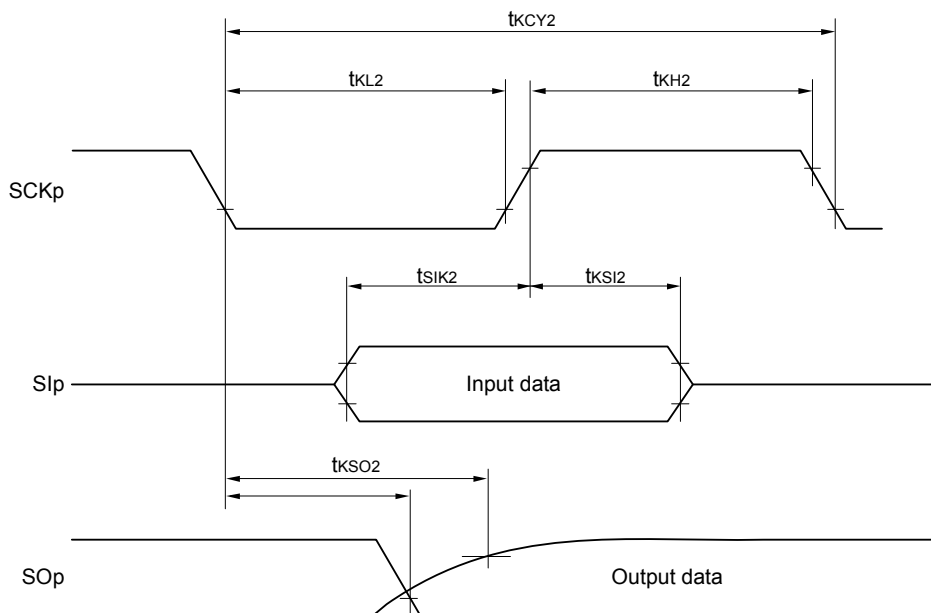 tKCY2
tKL2
tKH2
SCKp
tSIK2
tKSI2
SIp
Input data
tKSO2
SOp
Output data